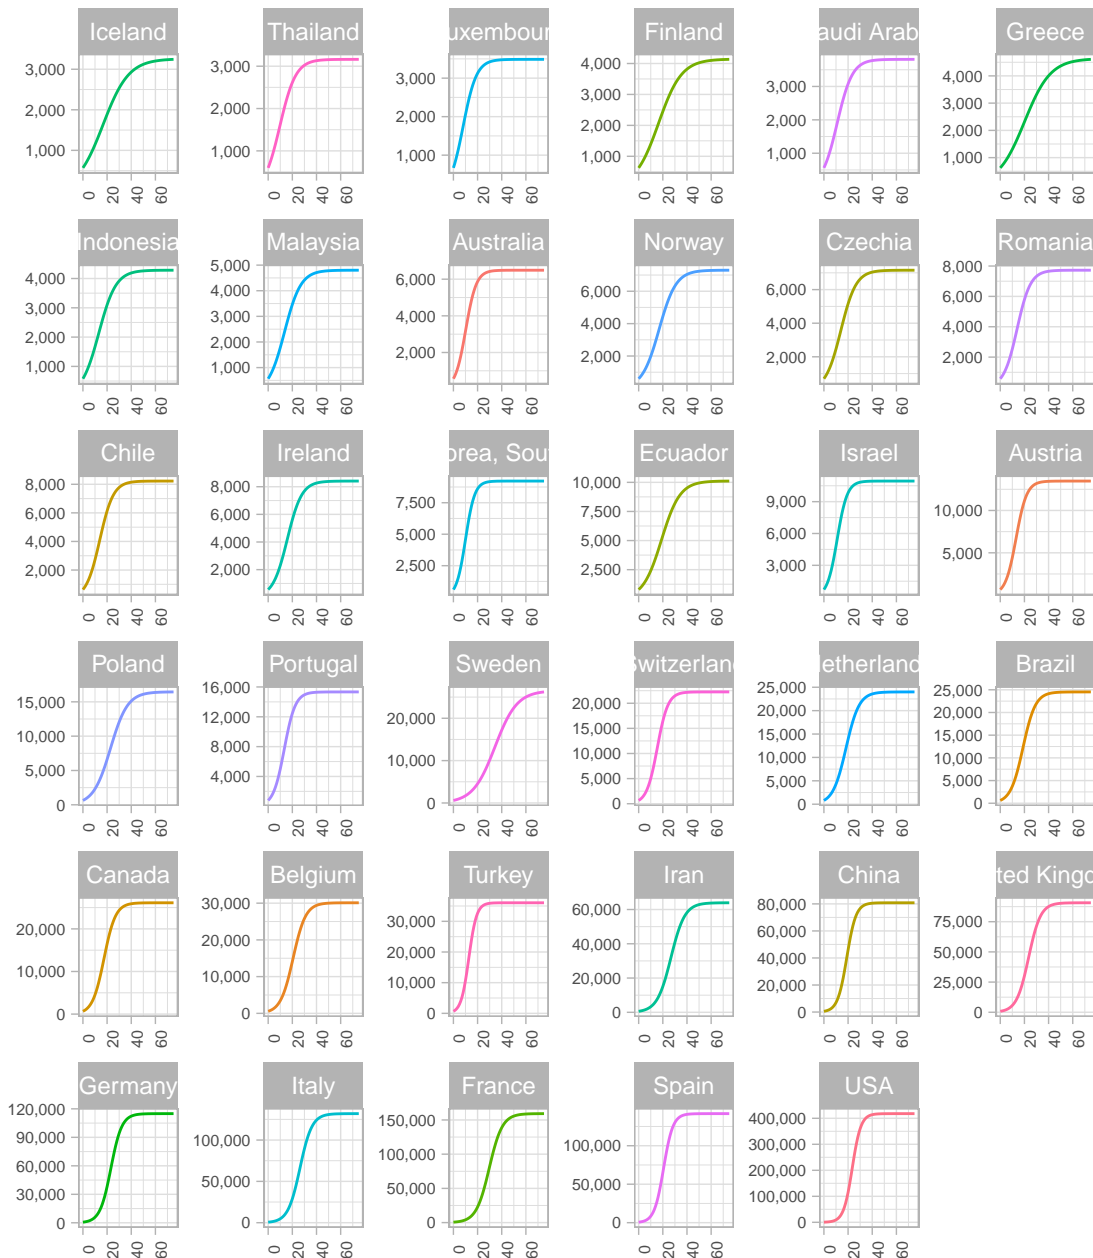 Iceland
3,000
2,000
1,000
0 20 40 60
Thailand
3,000
2,000
1,000
0 20 40 60
uxembour
3,000
2,000
1,000
0 20 40 60
Finland
4,000
3,000
2,000
1,000
0 20 40 60
audi Arab
3,000
2,000
1,000
0 20 40 60
Greece
4,000
3,000
2,000
1,000
0 20 40 60
Indonesia
4,000
3,000
2,000
1,000
0 20 40 60
Malaysia
5,000
4,000
3,000
2,000
1,000
0 20 40 60
Australia
6,000
4,000
2,000
0 20 40 60
Norway
6,000
4,000
2,000
0 20 40 60
Czechia
6,000
4,000
2,000
0 20 40 60
Romania
8,000
6,000
4,000
2,000
0 20 40 60
Chile
8,000
6,000
4,000
2,000
0 20 40 60
Ireland
8,000
6,000
4,000
2,000
0 20 40 60
orea, Sou
7,500
5,000
2,500
0 20 40 60
Ecuador
10,000
7,500
5,000
2,500
0 20 40 60
Israel
9,000
6,000
3,000
0 20 40 60
Austria
10,000
5,000
0 20 40 60
Poland
15,000
10,000
5,000
0
0 20 40 60
Portugal
16,000
12,000
8,000
4,000
0 20 40 60
Sweden
20,000
10,000
0
0 20 40 60
Switzerland
20,000
15,000
10,000
5,000
0
0 20 40 60
Netherland
25,000
20,000
15,000
10,000
5,000
0
0 20 40 60
Brazil
25,000
20,000
15,000
10,000
5,000
0
0 20 40 60
Canada
20,000
10,000
0
0 20 40 60
Belgium
30,000
20,000
10,000
0
0 20 40 60
Turkey
30,000
20,000
10,000
0
0 20 40 60
Iran
60,000
40,000
20,000
0
0 20 40 60
China
80,000
60,000
40,000
20,000
0
0 20 40 60
ted Kingd
75,000
50,000
25,000
0
0 20 40 60
Germany
120,000
90,000
60,000
30,000
0
0 20 40 60
Italy
100,000
50,000
0
0 20 40 60
France
150,000
100,000
50,000
0
0 20 40 60
Spain
100,000
50,000
0
0 20 40 60
USA
400,000
300,000
200,000
100,000
0
0 20 40 60